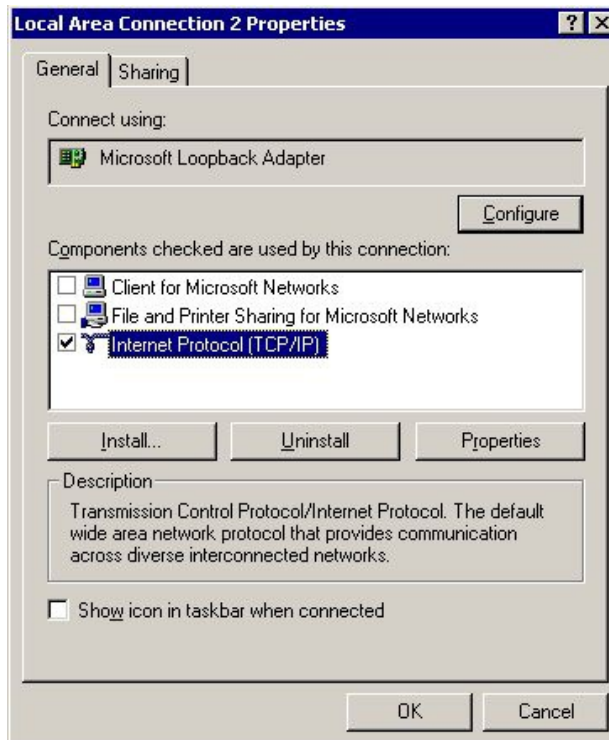 Local Area Connection 2 Properties
General Sharing
Connect using:
Microsoft Loopback Adapter
Configure
Components checked are used by this connection:
Client for Microsoft Networks
File and Printer Sharing for Microsoft Networks
Internet Protocol (TCP/IP)
Install... Uninstall Properties
Description
Transmission Control Protocol/Internet Protocol. The default
wide area network protocol that provides communication
across diverse interconnected networks.
Show icon in taskbar when connected
OK Cancel